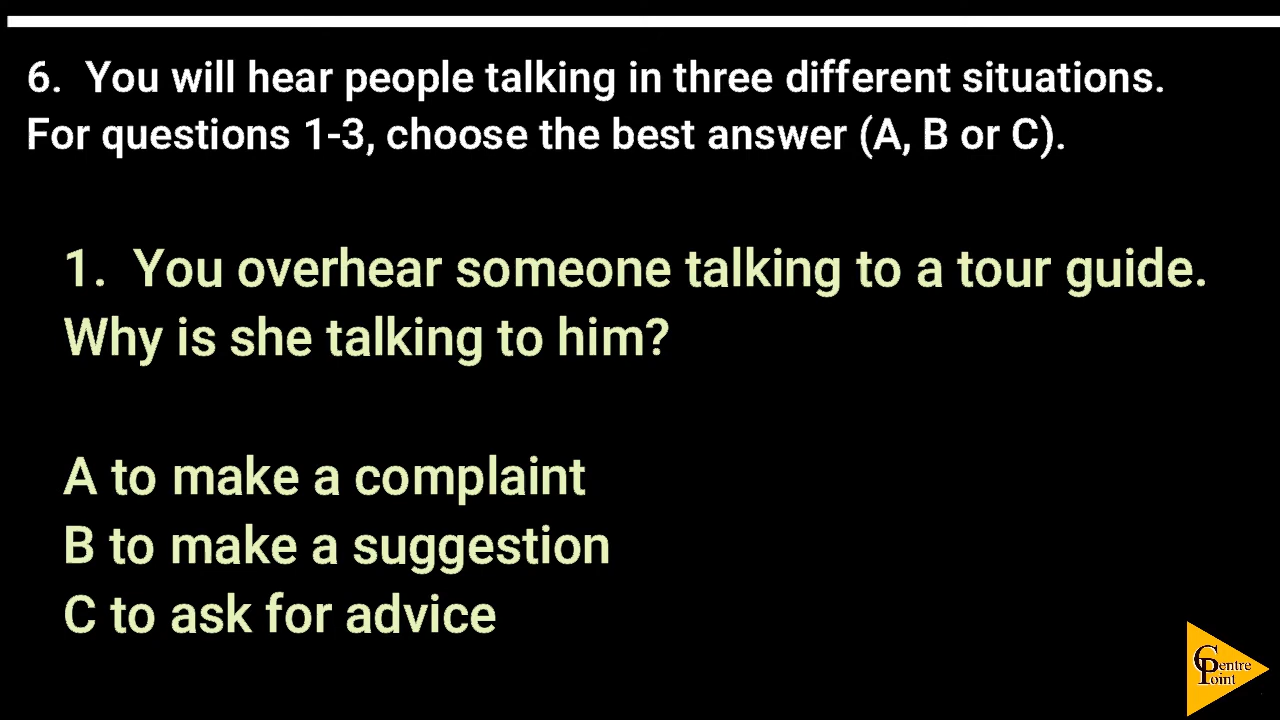 6. You will hear people talking in three different situations.
For questions 1-3, choose the best answer (A, B or C).
1. You overhear someone talking to a tour guide.
Why is she talking to him?
A to make a complaint
B to make a suggestion
C to ask for advice
Centre
Point